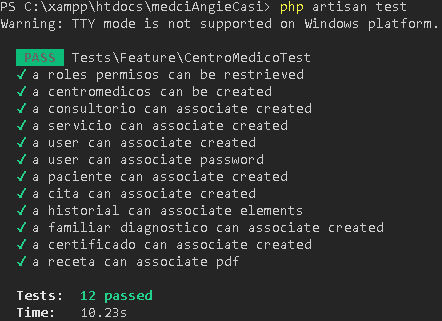 PS C:\xampp\htdocs\medciAngieCasi> php artisan test
Warning: TTY mode is not supported on Windows platform.
PASS Tests\Feature\CentroMedicoTest
✓ a roles permisos can be restrieved
✓ a centromedicos can be created
✓ a consultorio can associate created
✓ a servicio can associate created
✓ a user can associate created
✓ a user can associate password
✓ a paciente can associate created
✓ a cita can associate created
✓ a historial can associate elements
✓ a familiar diagnostico can associate created
✓ a certificado can associate created
✓ a receta can associate pdf
Tests: 12 passed
Time: 10.23s